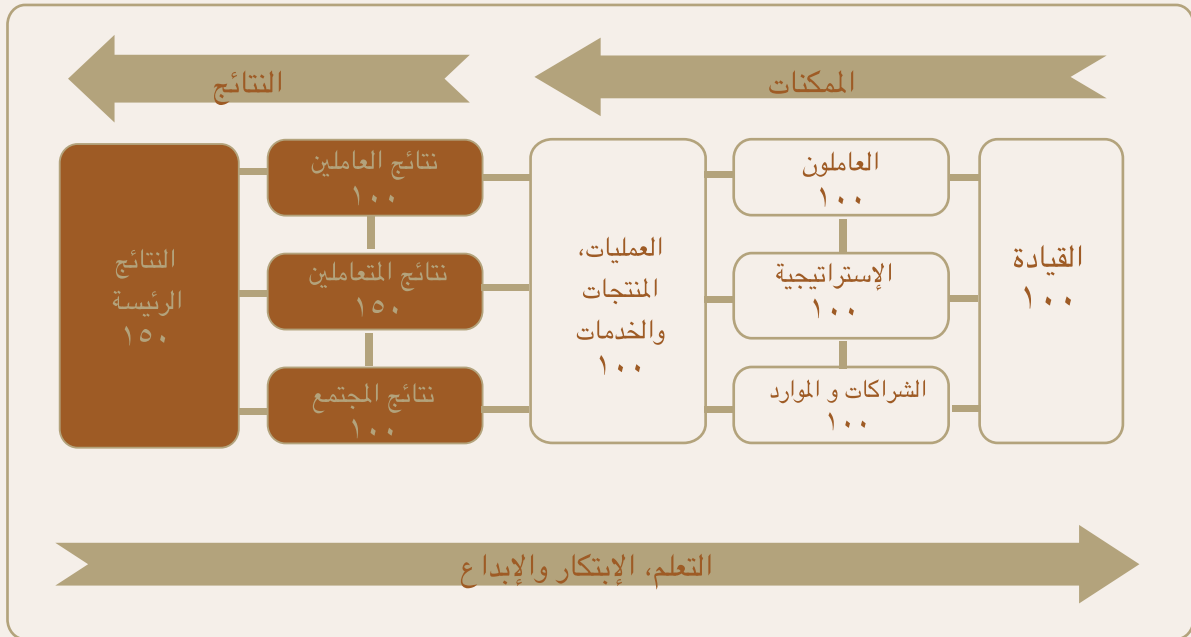 الممكنات
النتائج
القيادة
١٠٠
العاملون
١٠٠
الإستراتيجية
١٠٠
الشراكات و الموارد
١٠٠
العمليات،
المنتجات
والخدمات
١٠٠
نتائج العاملين
١٠٠
نتائج المتعاملين
١٥٠
نتائج المجتمع
١٠٠
النتائج
الرئيسة
١٥٠
التعلم، الإبتكار والإبداع